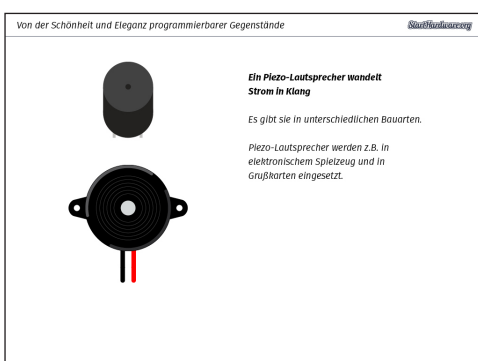 Von der Schönheit und Eleganz programmierbarer Gegenstände
StartHardware.org
Ein Piezo-Lautsprecher wandelt
Strom in Klang
Es gibt sie in unterschiedlichen Bauarten.
Piezo-Lautsprecher werden z.B. in
elektronischem Spielzeug und in
Grußkarten eingesetzt.